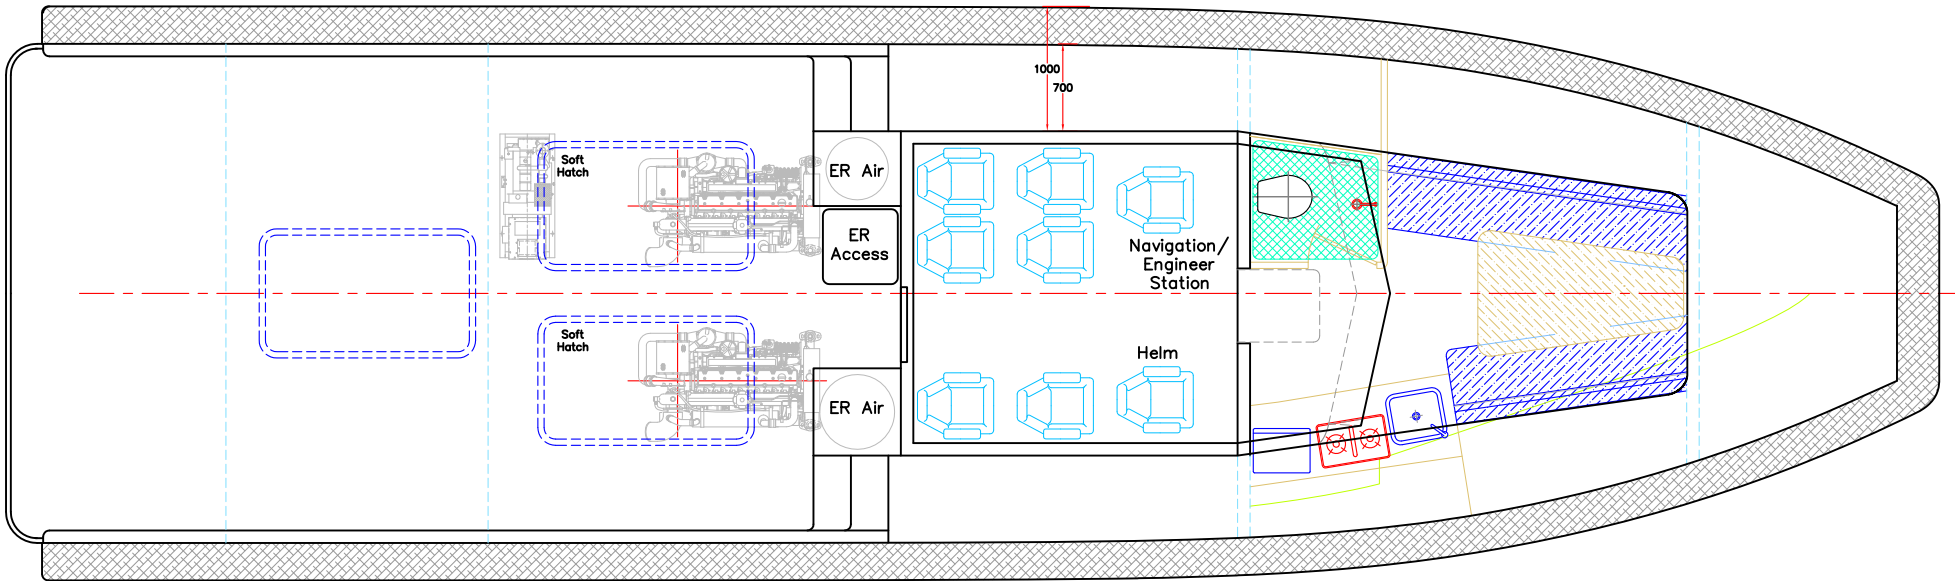 1000
700
Soft
Hatch
ER Air
ER
Access
Navigation/
Engineer
Station
Soft
Hatch
Helm
ER Air